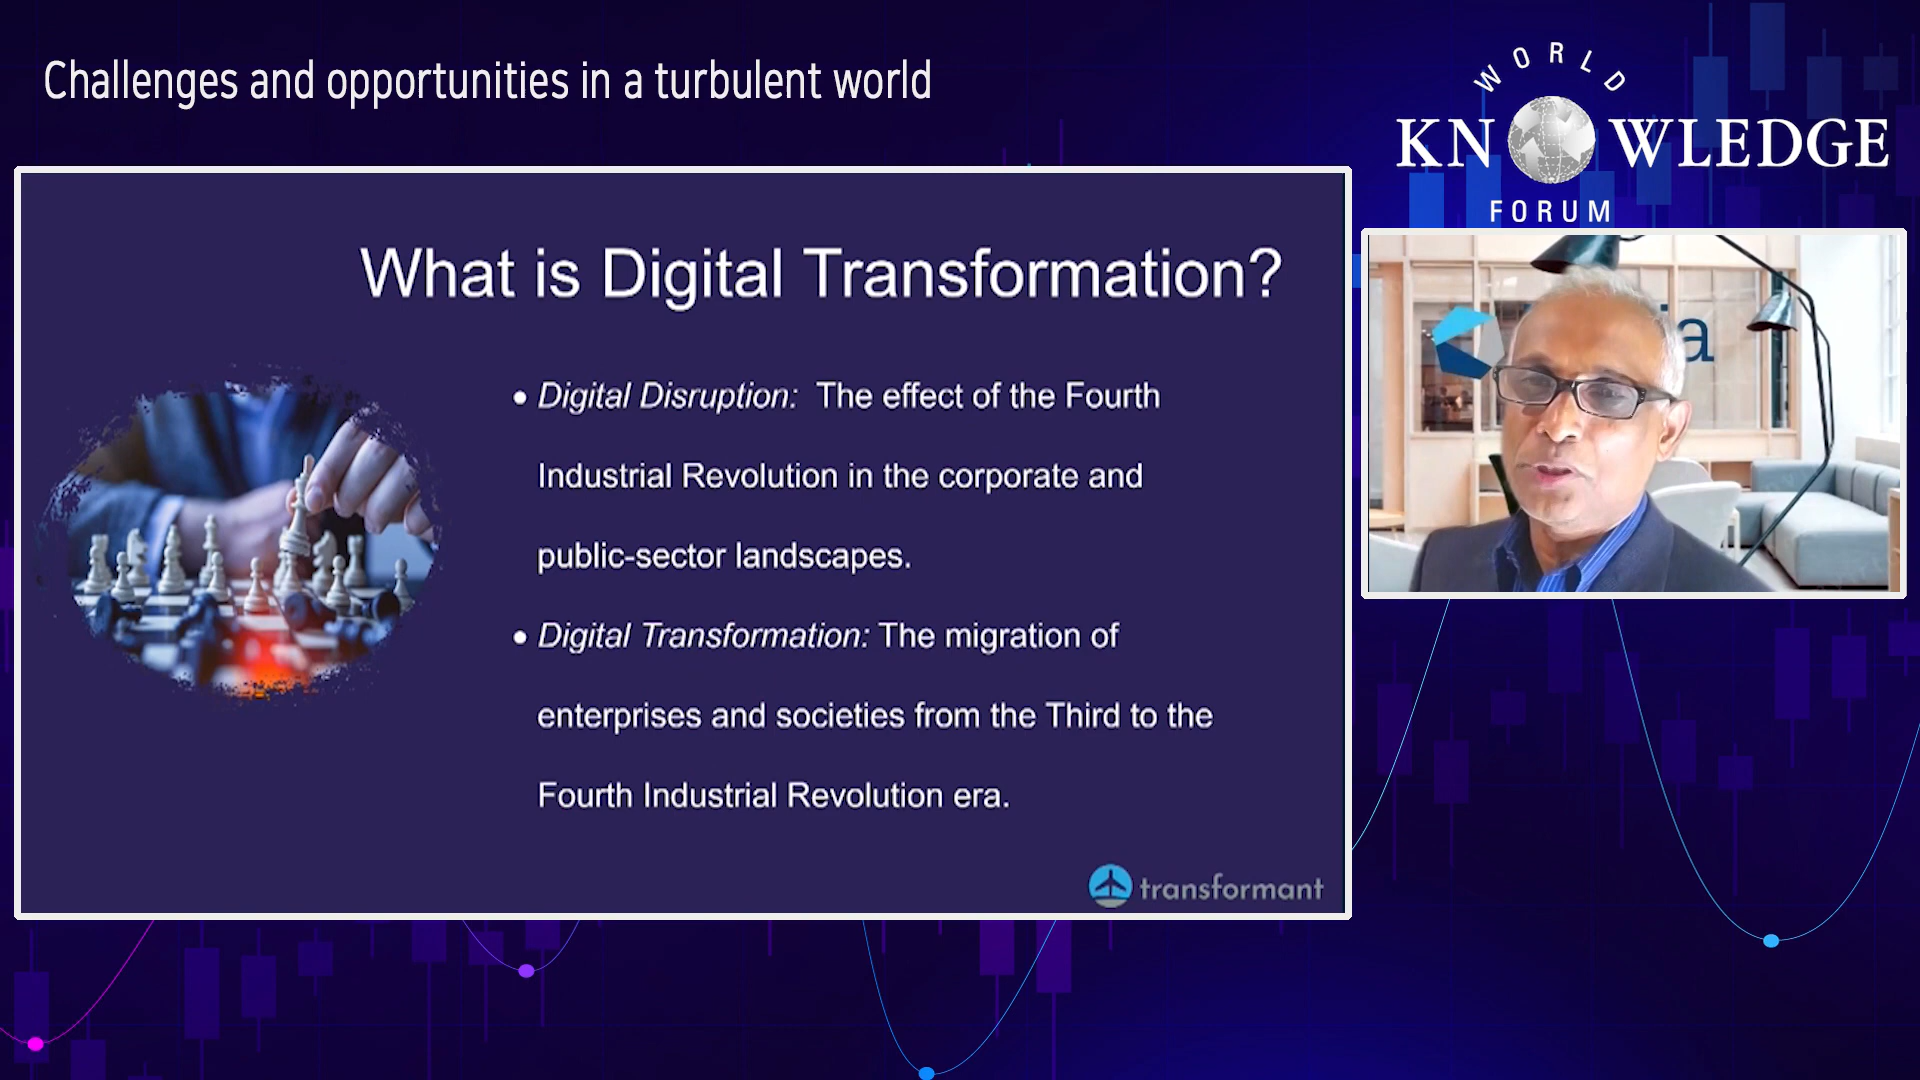 Challenges and opportunities in a turbulent world
WORLD
KNOWLEDGE
FORUM
What is Digital Transformation?
• Digital Disruption: The effect of the Fourth
Industrial Revolution in the corporate and
public-sector landscapes.
• Digital Transformation: The migration of
enterprises and societies from the Third to the
Fourth Industrial Revolution era.
transformant